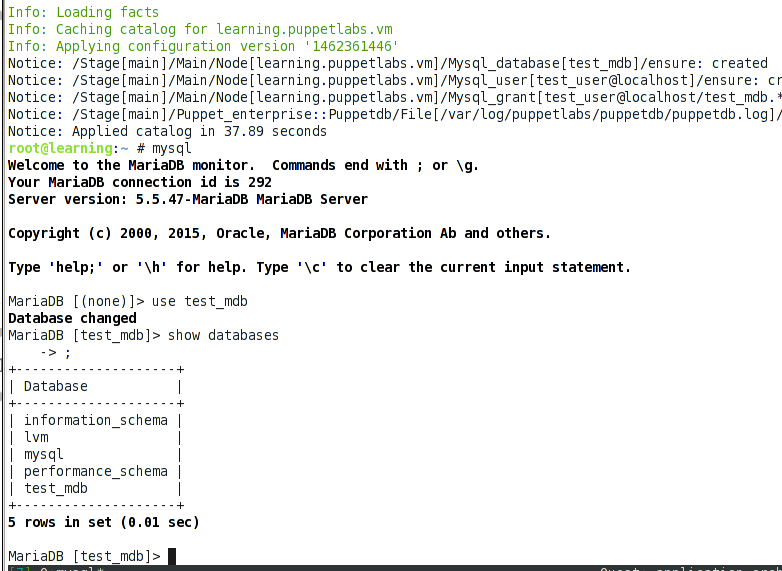 Info: Loading facts
Info: Caching catalog for learning.puppetlabs.vm
Info: Applying configuration version '1462361446'
Notice: /Stage[main]/Main/Node[learning.puppetlabs.vm]/Mysql_database[test_mdb]/ensure: created
Notice: /Stage[main]/Main/Node[learning.puppetlabs.vm]/Mysql_user[test_user@localhost]/ensure: cr
Notice: /Stage[main]/Main/Node[learning.puppetlabs.vm]/Mysql_grant[test_user@localhost/test_mdb.*
Notice: /Stage[main]/Puppet_enterprise::Puppetdb/File[/var/log/puppetlabs/puppetdb/puppetdb.log]/
Notice: Applied catalog in 37.89 seconds
root@learning:~ # mysql
Welcome to the MariaDB monitor.  Commands end with ; or \g.
Your MariaDB connection id is 292
Server version: 5.5.47-MariaDB MariaDB Server
Copyright (c) 2000, 2015, Oracle, MariaDB Corporation Ab and others.
Type 'help;' or '\h' for help. Type '\c' to clear the current input statement.
MariaDB [(none)]> use test_mdb
Database changed
MariaDB [test_mdb]> show databases
    -> ;
+--------------------+
| Database           |
+--------------------+
| information_schema |
| lvm                |
| mysql              |
| performance_schema |
| test_mdb           |
+--------------------+
5 rows in set (0.01 sec)
MariaDB [test_mdb]>